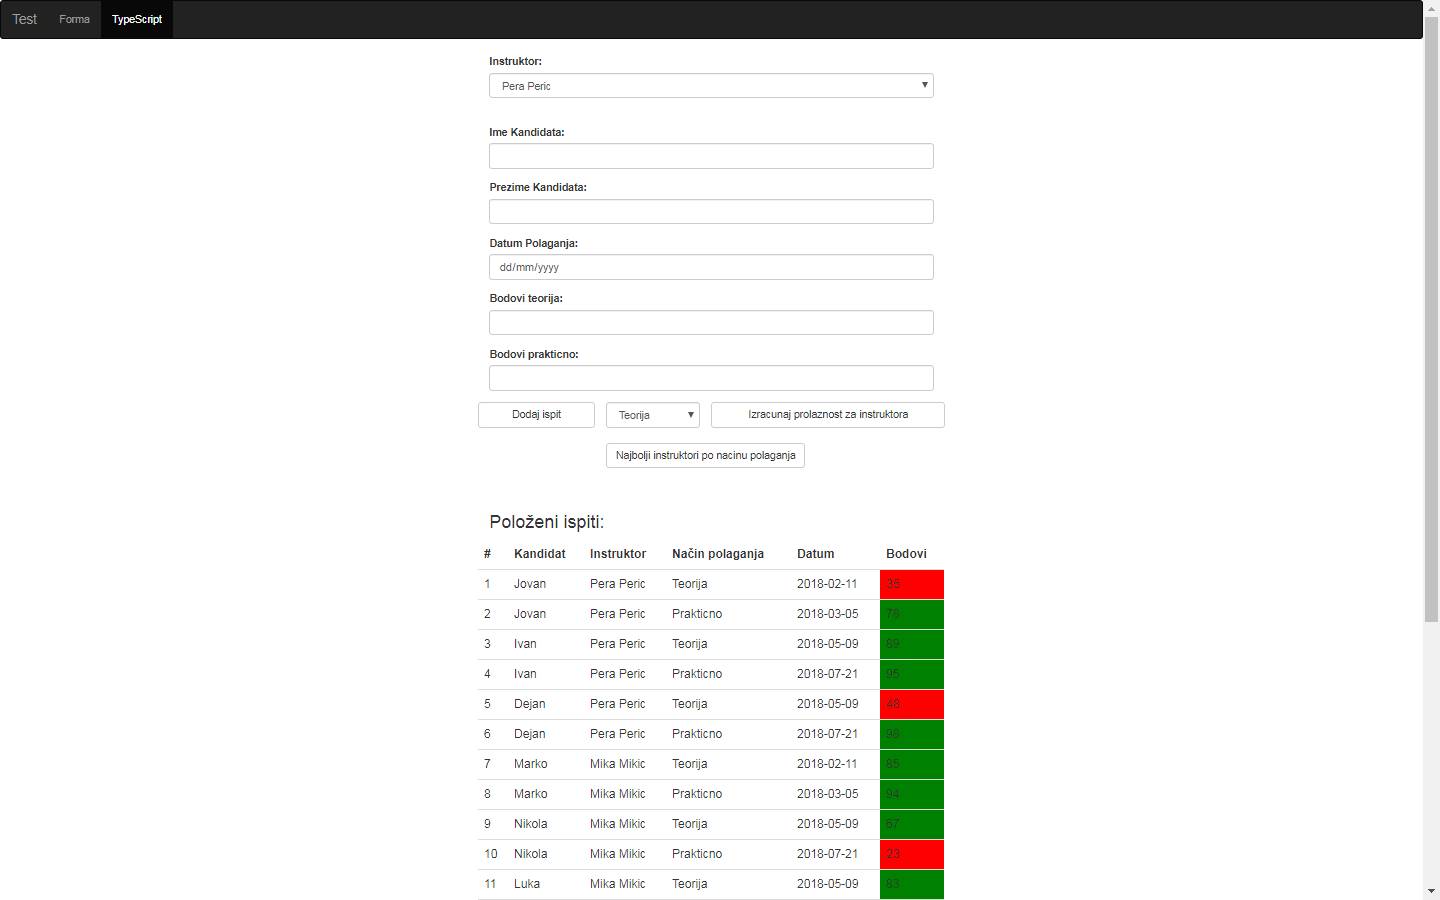 Test Forma TypeScript
Instruktor:
Pera Peric
Ime Kandidata:
Prezime Kandidata:
Datum Polaganja:
dd/mm/yyyy
Bodovi teorija:
Bodovi prakticno:
Dodaj ispit Teorija Izracunaj prolaznost za instruktora
Najbolji instruktori po nacinu polaganja
Položeni ispiti:
# Kandidat Instruktor Način polaganja Datum Bodovi
1 Jovan Pera Peric Teorija 2018-02-11 35
2 Jovan Pera Peric Prakticno 2018-03-05 78
3 Ivan Pera Peric Teorija 2018-05-09 89
4 Ivan Pera Peric Prakticno 2018-07-21 95
5 Dejan Pera Peric Teorija 2018-05-09 48
6 Dejan Pera Peric Prakticno 2018-07-21 98
7 Marko Mika Mikic Teorija 2018-02-11 85
8 Marko Mika Mikic Prakticno 2018-03-05 94
9 Nikola Mika Mikic Teorija 2018-05-09 67
10 Nikola Mika Mikic Prakticno 2018-07-21 23
11 Luka Mika Mikic Teorija 2018-05-09 83